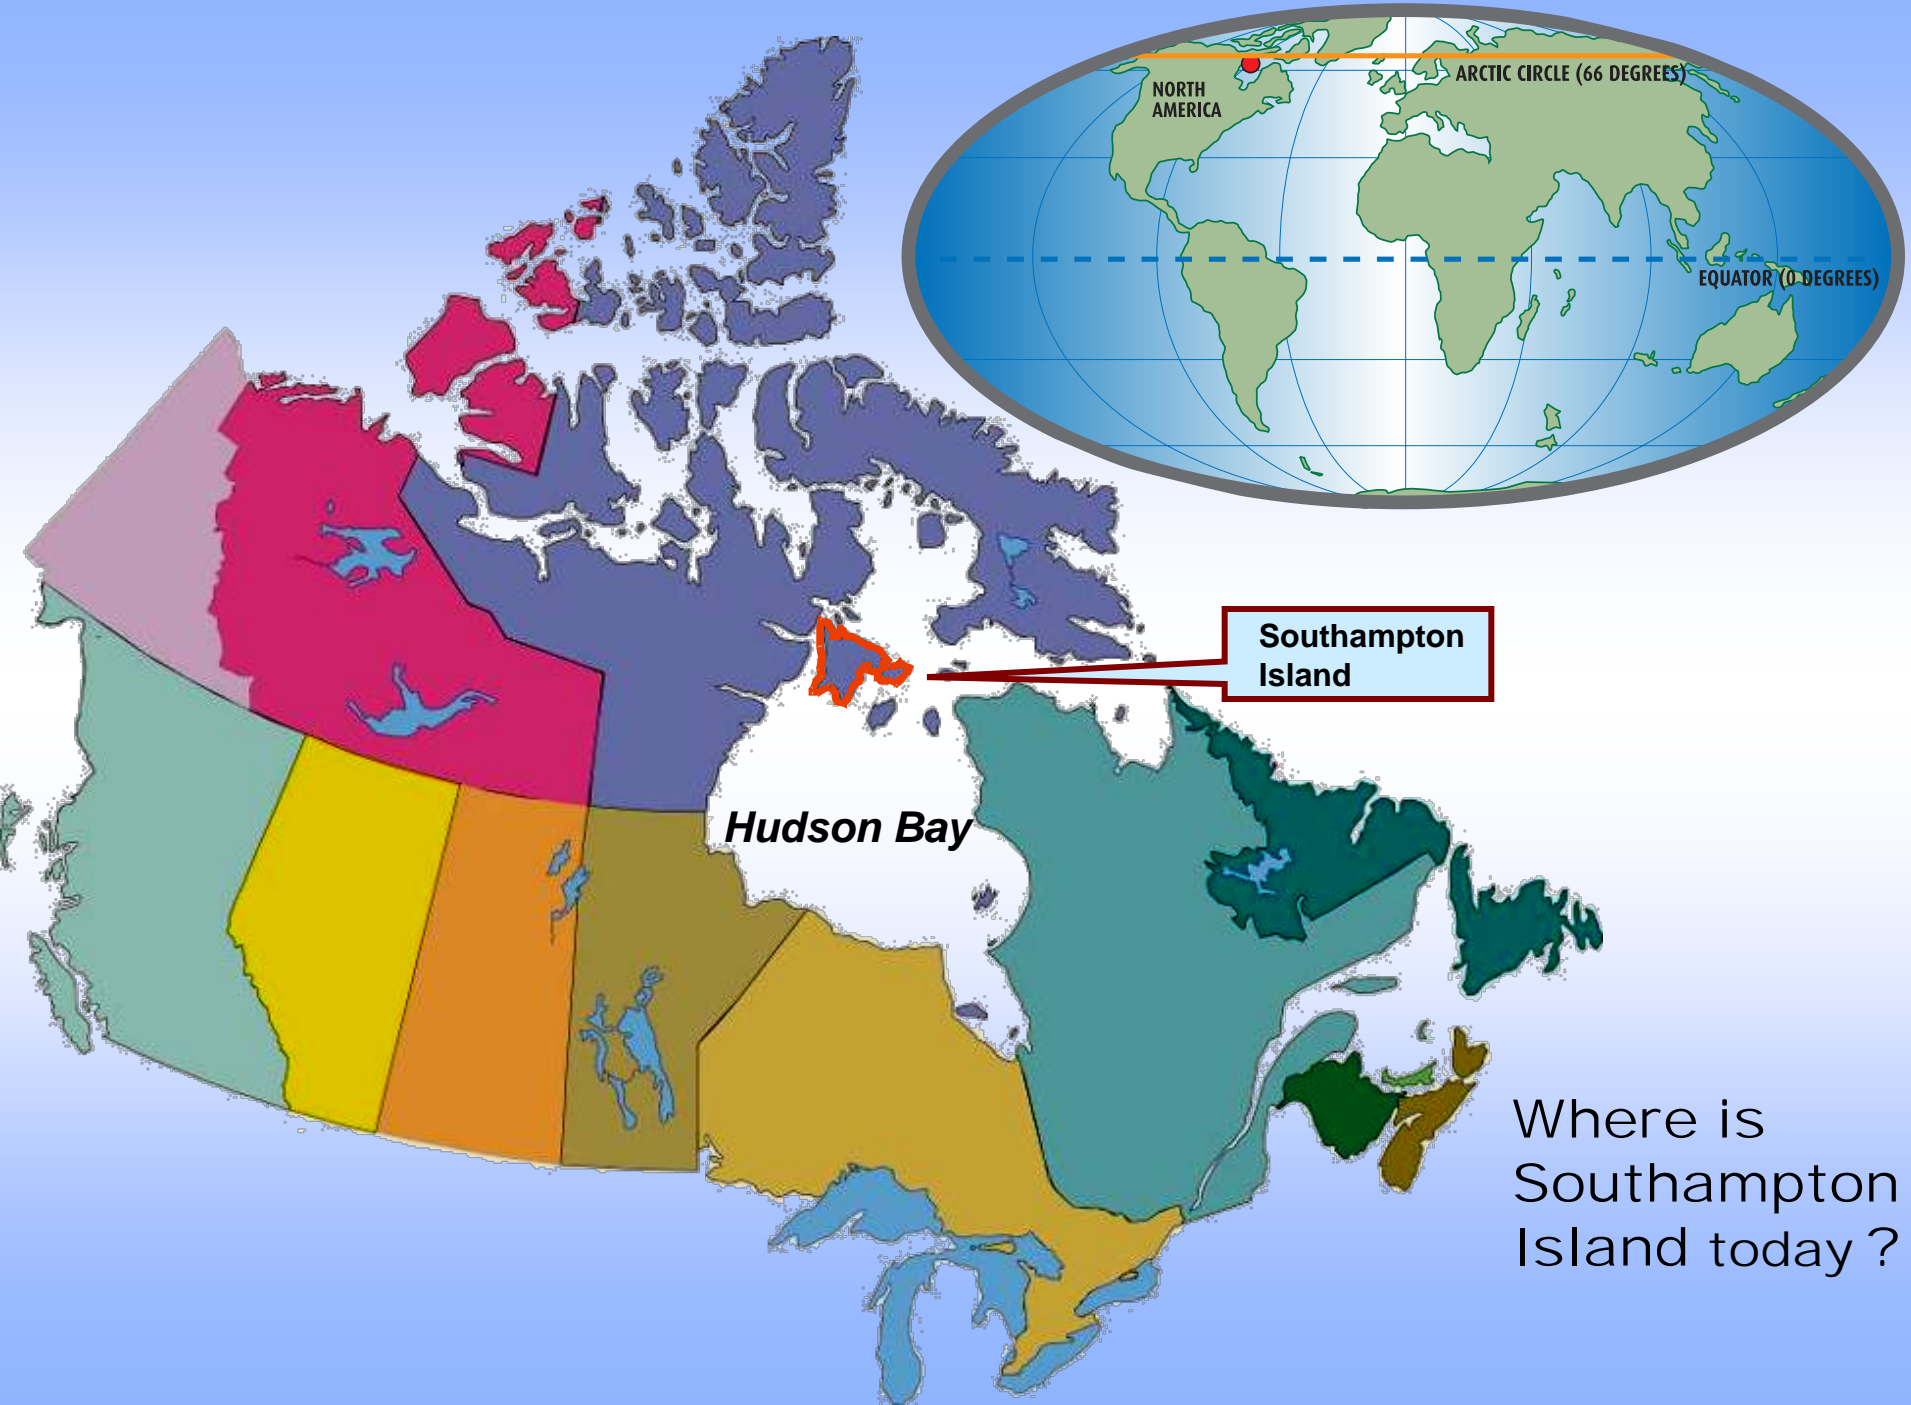 NORTH
AMERICA
ARCTIC CIRCLE (66 DEGREES)
EQUATOR (0 DEGREES)
Southampton
Island
Hudson Bay
Where is
Southampton
Island today ?